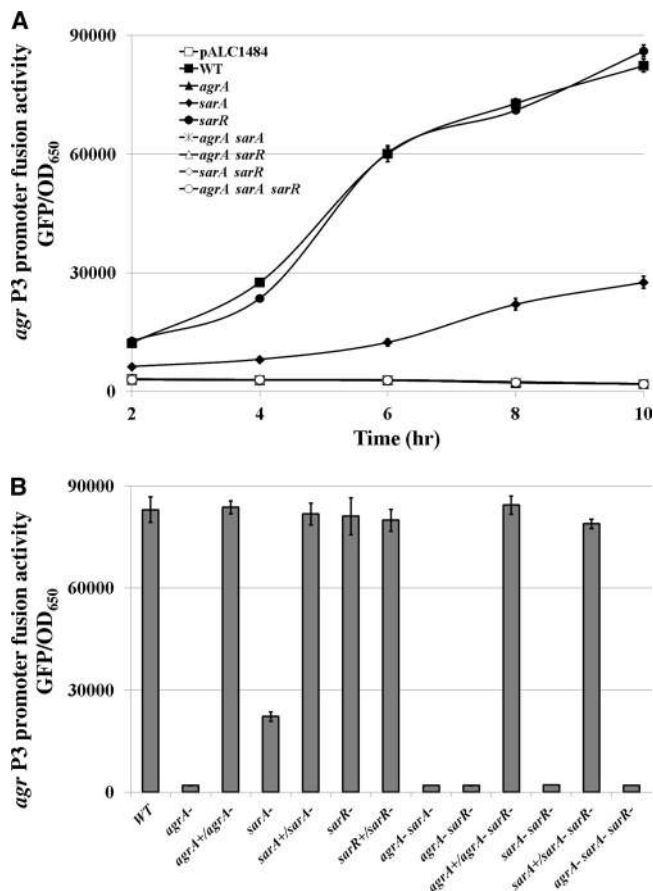 A
90000
60000
30000
0
agr P3 promoter fusion activity
GFP/OD650
pALC1484
WT
agrA
sarA
sarR
agrA sarA
agrA sarR
sarA sarR
agrA sarA sarR
2
4
6
8
10
Time (hr)
B
90000
60000
30000
0
agr P3 promoter fusion activity
GFP/OD650
WT
agrA-
agrA+/agrA-
sarA-
sarA+/sarA-
sarR-
sarR+/sarR-
agrA- sarA-
agrA- sarR-
agrA+/agrA- sarR-
sarA- sarR-
sarA+/sarA- sarR-
agrA- sarA- sarR-